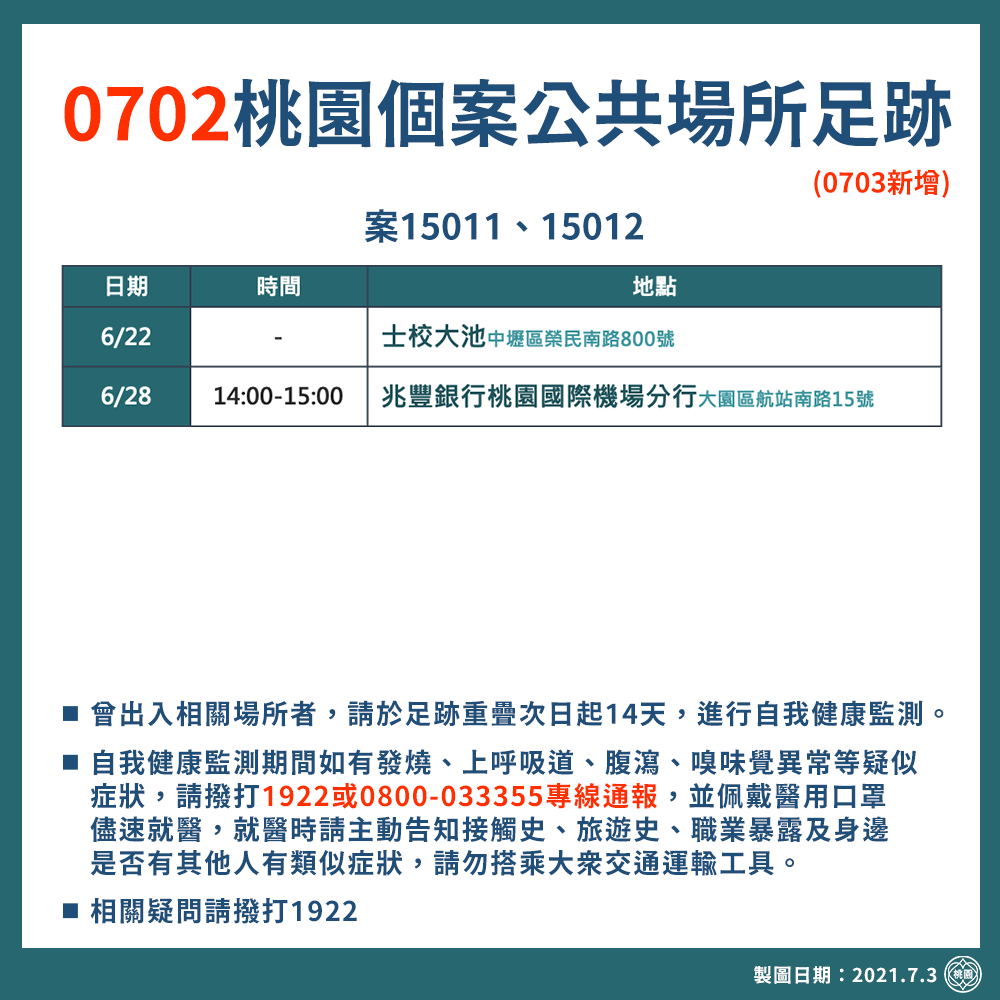 0702桃園個案公共場所足跡
(0703新增)
案15011、15012
日期 時間 地點
6/22 - 士校大池中壢區榮民南路800號
6/28 14:00-15:00 兆豐銀行桃園國際機場分行大園區航站南路15號
■ 曾出入相關場所者，請於足跡重疊次日起14天，進行自我健康監測。
■ 自我健康監測期間如有發燒、上呼吸道、腹瀉、嗅味覺異常等疑似
症狀，請撥打1922或0800-033355專線通報，並佩戴醫用口罩
儘速就醫，就醫時請主動告知接觸史、旅遊史、職業暴露及身邊
是否有其他人有類似症狀，請勿搭乘大眾交通運輸工具。
■ 相關疑問請撥打1922
製圖日期：2021.7.3 桃園